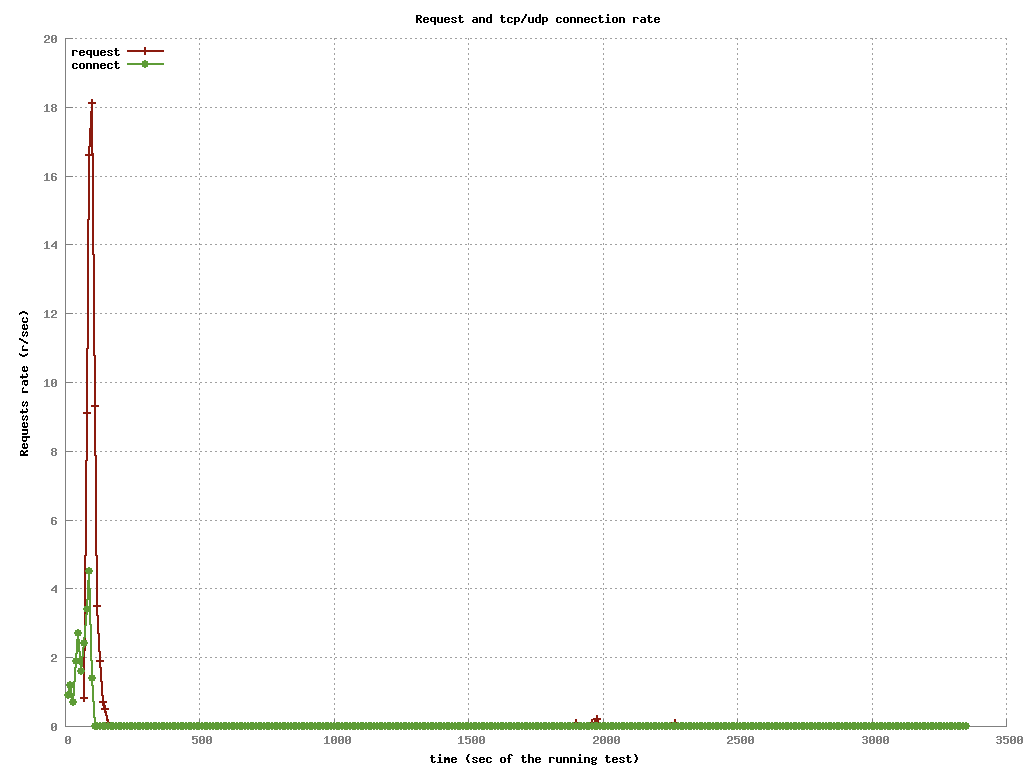 Request and tcp/udp connection rate
request
connect
20
18
16
14
12
10
8
6
4
2
0
Requests rate (r/sec)
0 500 1000 1500 2000 2500 3000 3500
time (sec of the running test)